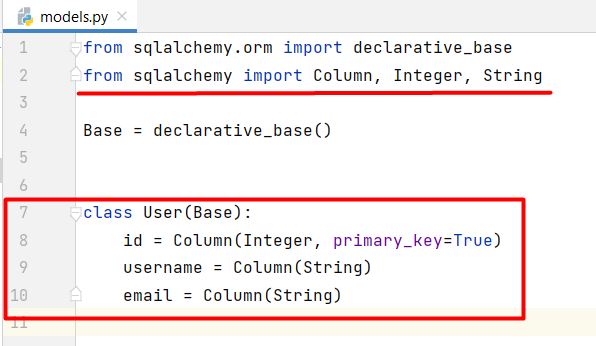 models.py
1 from sqlalchemy.orm import declarative_base
2 from sqlalchemy import Column, Integer, String
3
4 Base = declarative_base()
5
6
7 class User(Base):
8     id = Column(Integer, primary_key=True)
9     username = Column(String)
10     email = Column(String)
11